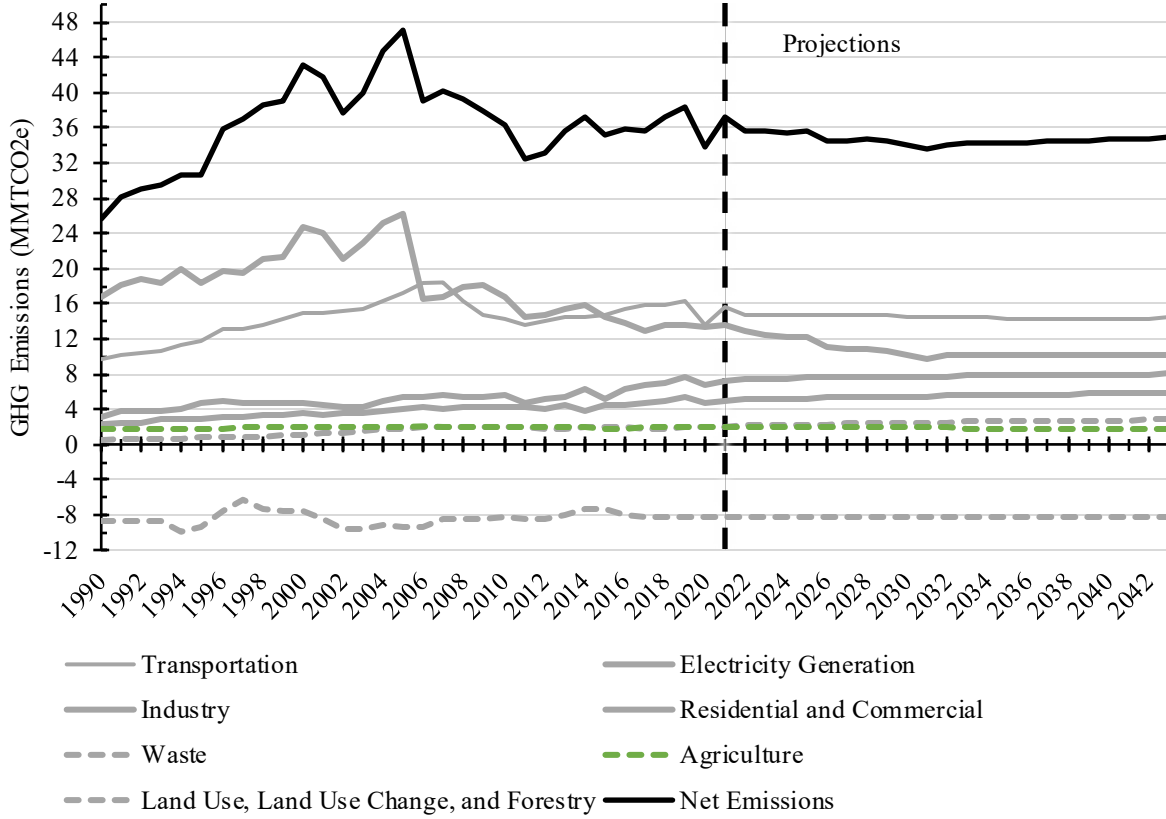 48
Projections
44
40
36
32
28
24
20
16
12
8
4
0
-4
-8
-12
GHG Emissions (MMTCO2e)
1990 1992 1994 1996 1998 2000 2002 2004 2006 2008 2010 2012 2014 2016 2018 2020 2022 2024 2026 2028 2030 2032 2034 2036 2038 2040 2042
Transportation Electricity Generation
Industry Residential and Commercial
Waste Agriculture
Land Use, Land Use Change, and Forestry Net Emissions